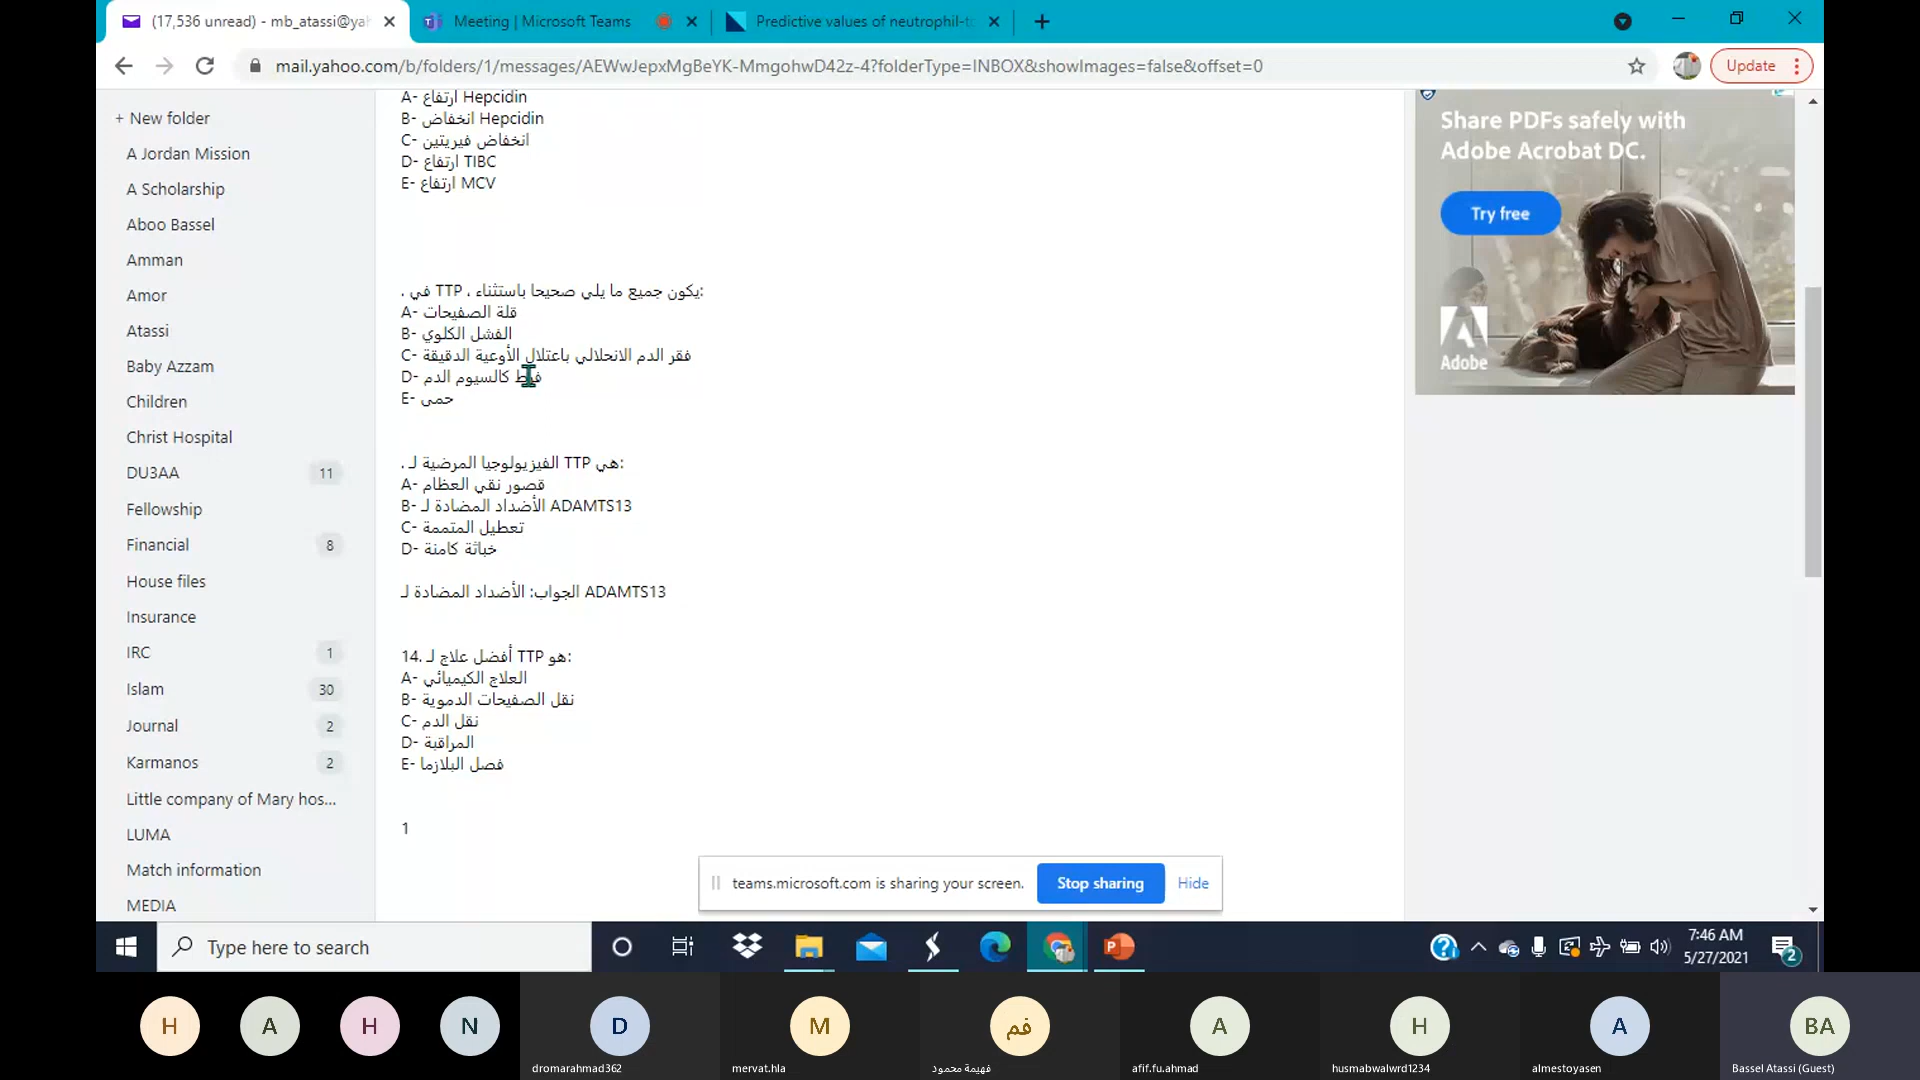 (17,536 unread) - mb_atassi@ya
Meeting | Microsoft Teams
Predictive values of neutrophil-t
mail.yahoo.com/b/folders/1/messages/AEWwJepxMgBeYK-MmgohwD42z-4?folderType=INBOX&showImages=false&offset=0
Update
+ New folder
A Jordan Mission
A Scholarship
Aboo Bassel
Amman
Amor
Atassi
Baby Azzam
Children
Christ Hospital
DU3AA 11
Fellowship
Financial 8
House files
Insurance
IRC 1
Islam 30
Journal 2
Karmanos 2
Little company of Mary hos...
LUMA
Match information
MEDIA
A- ارتفاع Hepcidin
B- انخفاض Hepcidin
C- انخفاض فيريتين
D- ارتفاع TIBC
E- ارتفاع MCV
. في TTP ، يكون جميع ما يلي صحيحا باستثناء:
A- قلة الصفيحات
B- الفشل الكلوي
C- فقر الدم الانحلالي باعتلال الأوعية الدقيقة
D- فرط كالسيوم الدم
E- حمى
. الفيزيولوجيا المرضية لـ TTP هي:
A- قصور نقي العظام
B- الأضداد المضادة لـ ADAMTS13
C- تعطيل المتممة
D- خباثة كامنة
الجواب: الأضداد المضادة لـ ADAMTS13
14. أفضل علاج لـ TTP هو:
A- العلاج الكيميائي
B- نقل الصفيحات الدموية
C- نقل الدم
D- المراقبة
E- فصل البلازما
1
Share PDFs safely with
Adobe Acrobat DC.
Try free
Adobe
teams.microsoft.com is sharing your screen.
Stop sharing
Hide
Type here to search
7:46 AM
5/27/2021
2
H
A
H
N
D
dromarahmad362
M
mervat.hla
فم
فهيمة محمود
A
afif.fu.ahmad
H
husmabwalwrd1234
A
almestoyasen
BA
Bassel Atassi (Guest)